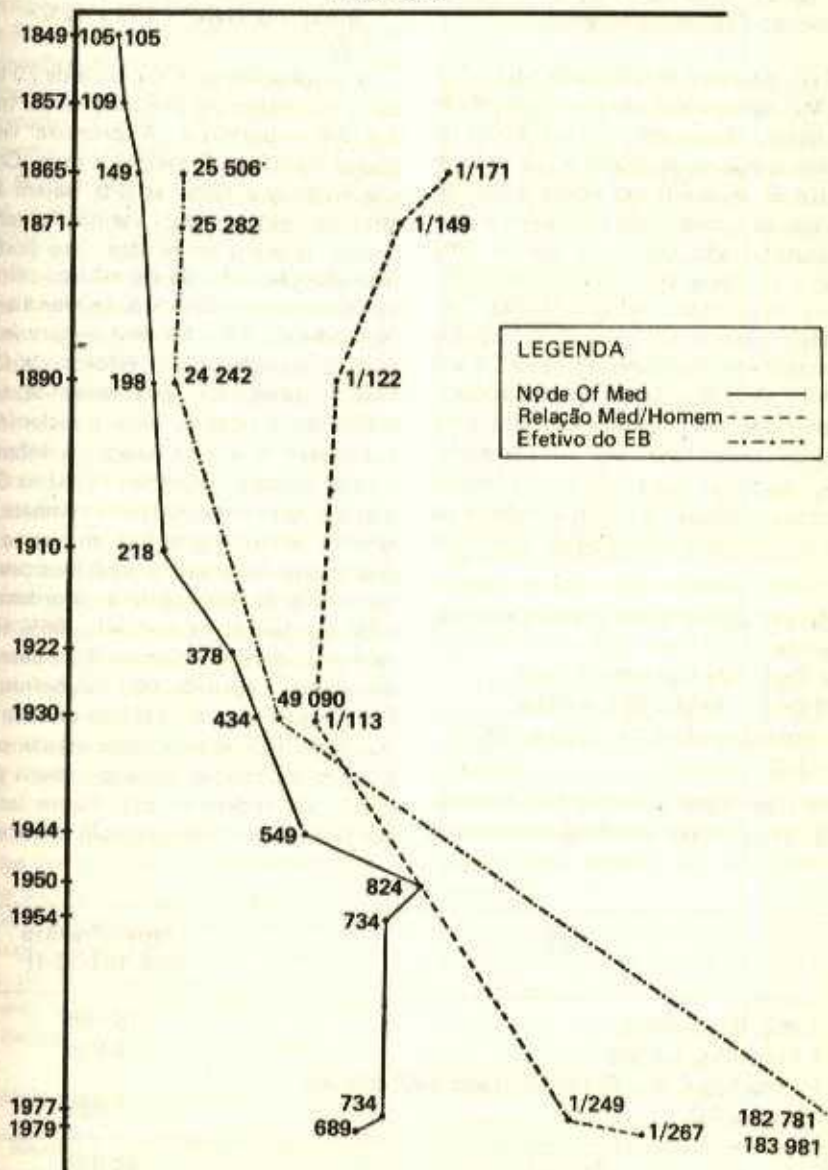 1849 105 105
1857 109
1865 149 25 506 1/171
1871 25 282 1/149
LEGENDA
Nº de Of Med
Relação Med/Homem
Efetivo do EB
1890 198 24 242 1/122
1910 218
1922 378
1930 434 49 090 1/113
1944 549
1950 824
1954 734
1977 734 1/249 182 781
1979 689 1/267 183 981